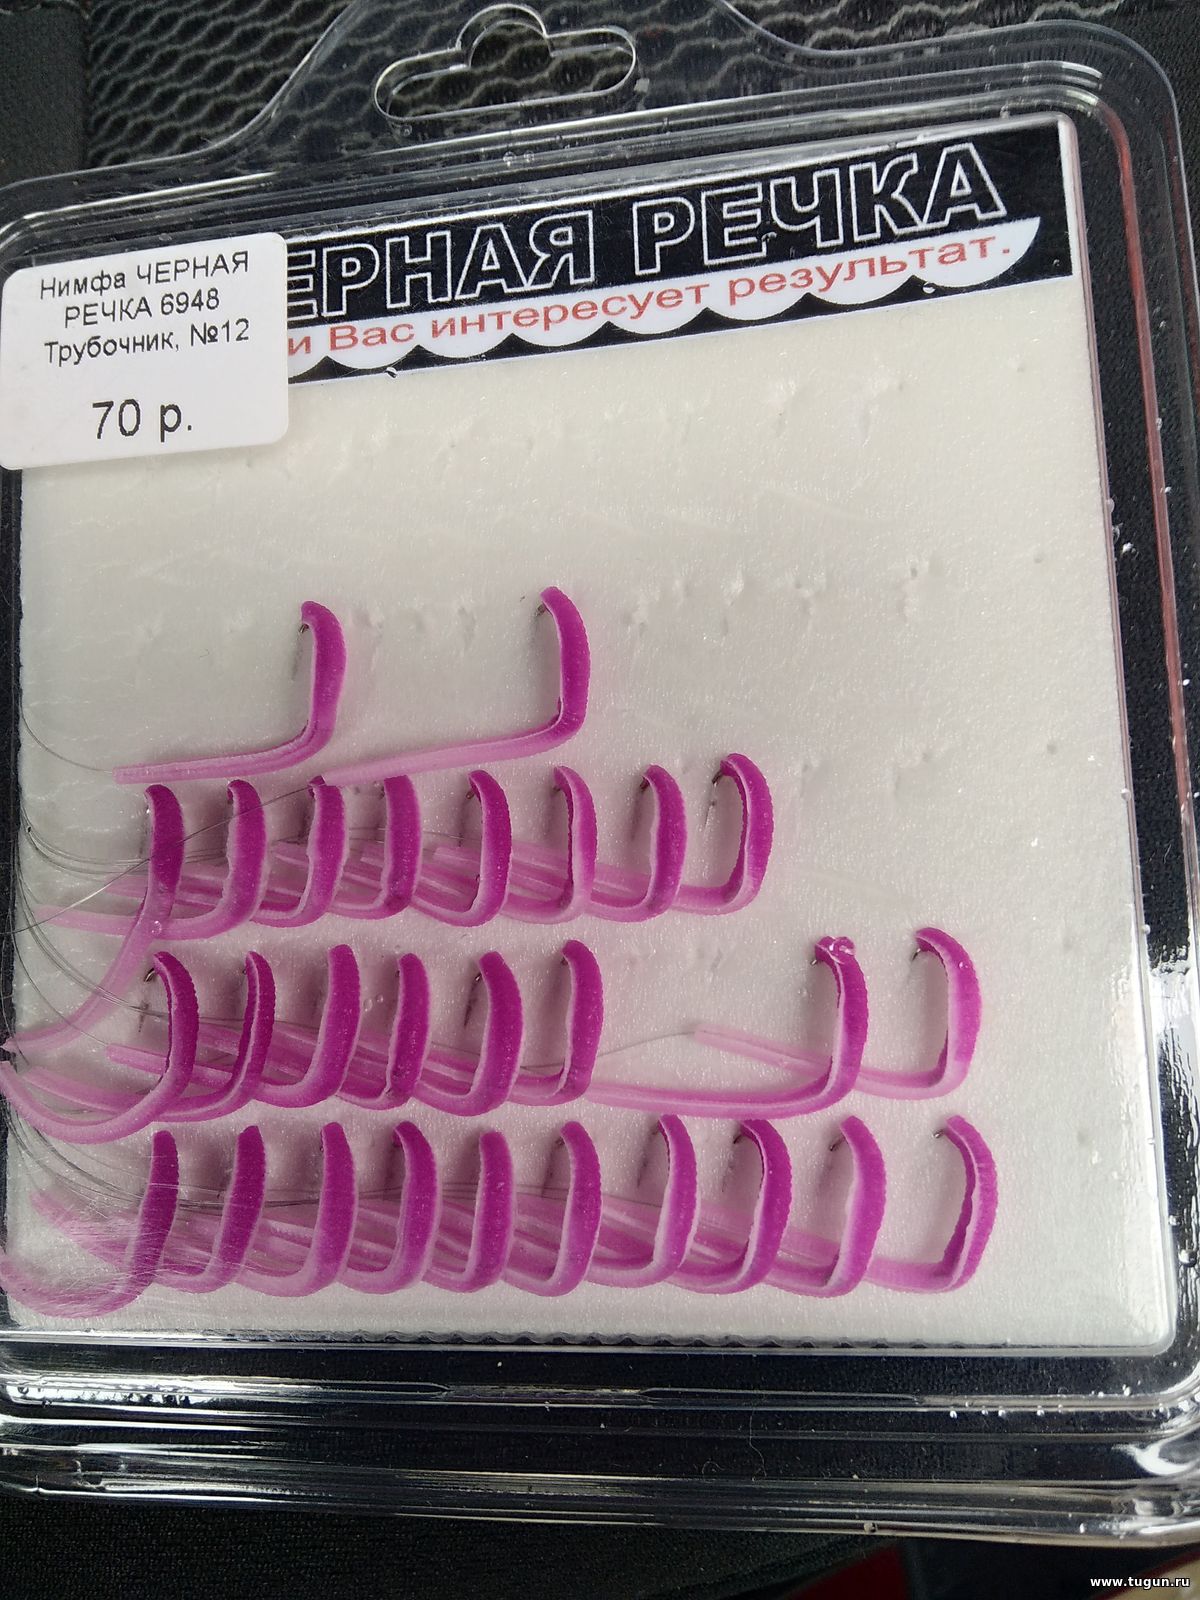 ЕРНАЯ РЕЧКА
и Вас интересует результат.
Нимфа ЧЕРНАЯ
РЕЧКА 6948
Трубочник, №12
70 р.
www.tugun.ru